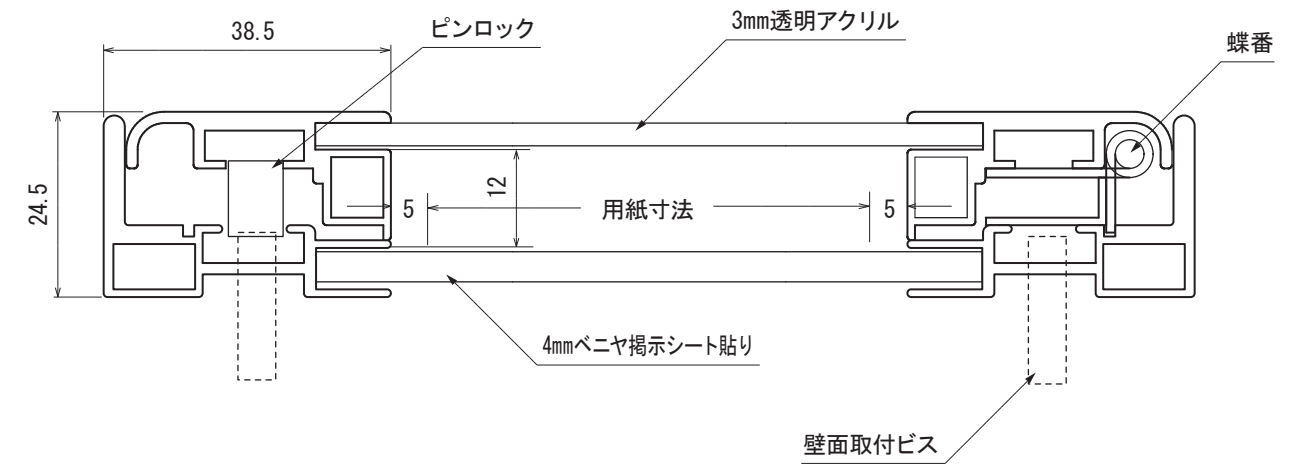 38.5
ピンロック
3mm透明アクリル
蝶番
24.5
12
5
用紙寸法
5
4mmベニヤ掲示シート貼り
壁面取付ビス